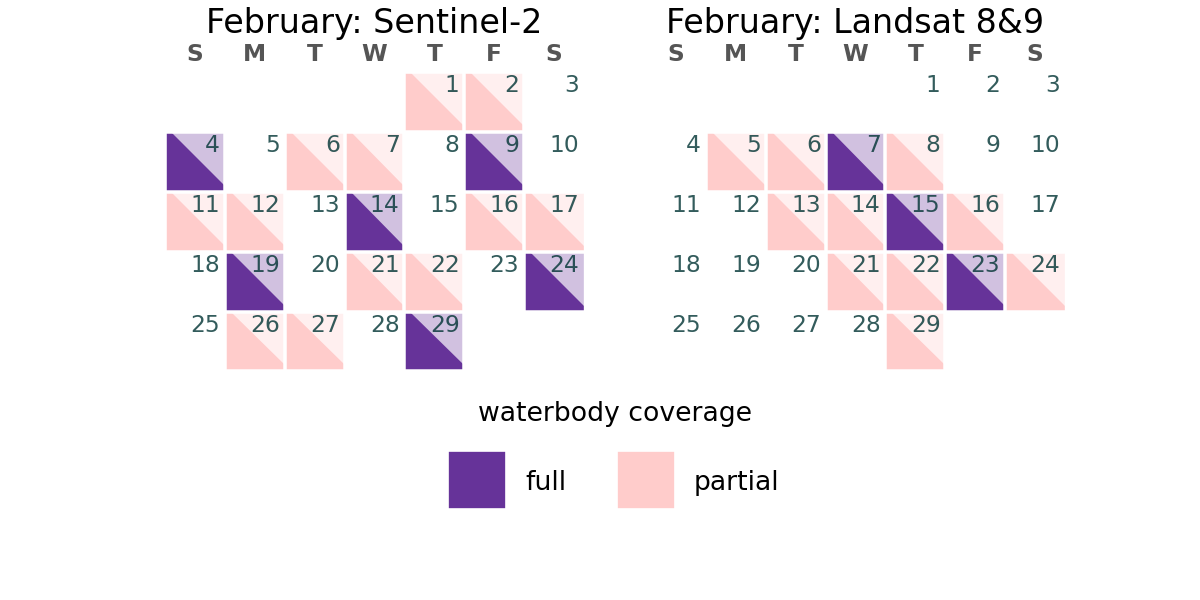 February: Sentinel-2
S M T W T F S
1 2 3
4 5 6 7 8 9 10
11 12 13 14 15 16 17
18 19 20 21 22 23 24
25 26 27 28 29
February: Landsat 8&9
S M T W T F S
1 2 3
4 5 6 7 8 9 10
11 12 13 14 15 16 17
18 19 20 21 22 23 24
25 26 27 28 29
waterbody coverage
full partial